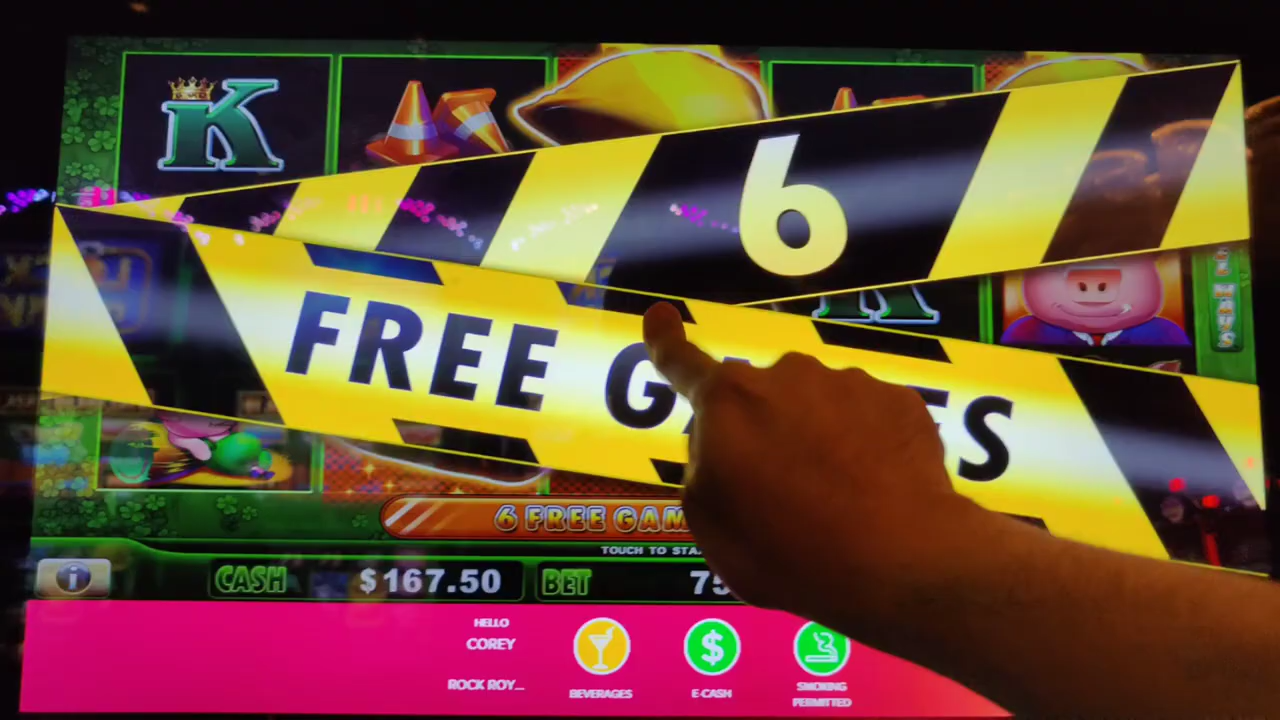 K
6
FREE G
ES
6 FREE GAM
TOUCH TO STA
CASH $167.50 BET 75
HELLO
COREY
ROCK ROY...
BEVERAGES
E-CASH
SMOKING
PERMITTED